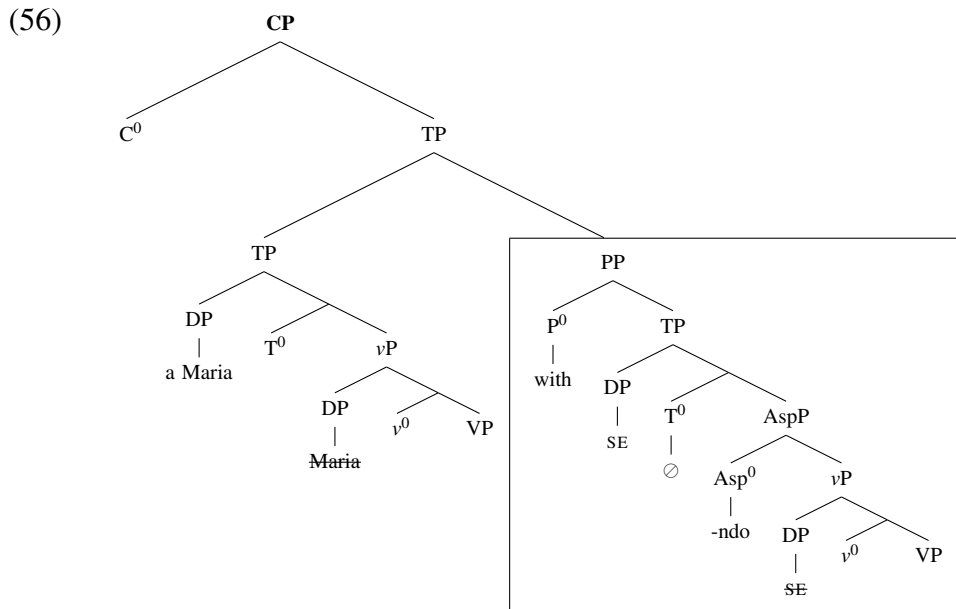 (56) CP
C⁰ TP
TP PP
DP T⁰ vP P⁰ TP
a Maria with
DP v⁰ VP DP T⁰ AspP
Maria SE ∅ Asp⁰ vP
-ndo DP v⁰ VP
SE